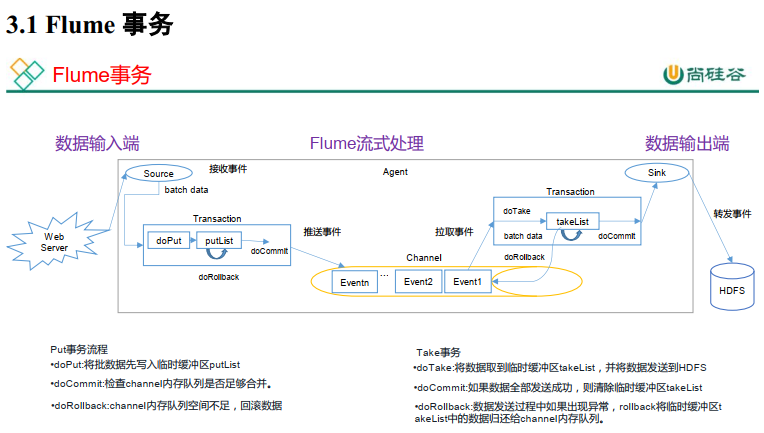 3.1 Flume 事务
Flume事务
尚硅谷
数据输入端
Flume流式处理
数据输出端
Source
接收事件
Agent
Sink
batch data
Transaction
Transaction
doTake
takeList
转发事件
Web
Server
doPut
putList
doCommit
推送事件
拉取事件
batch data
doCommit
doRollback
Channel
doRollback
Eventn
...
Event2
Event1
HDFS
Put事务流程
•doPut:将批数据先写入临时缓冲区putList
•doCommit:检查channel内存队列是否足够合并。
•doRollback:channel内存队列空间不足，回滚数据
Take事务
•doTake:将数据取到临时缓冲区takeList，并将数据发送到HDFS
•doCommit:如果数据全部发送成功，则清除临时缓冲区takeList
•doRollback:数据发送过程中如果出现异常，rollback将临时缓冲区t
akeList中的数据归还给channel内存队列。